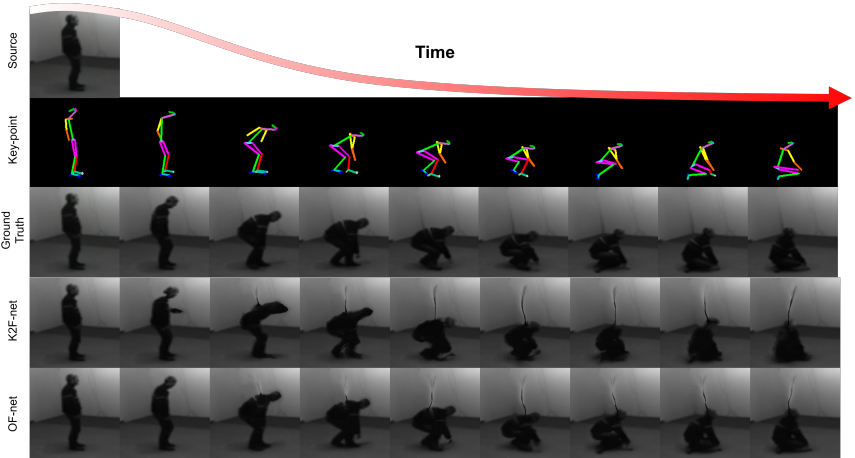 Time
Source
Key-point
Ground
Truth
K2F-net
OF-net